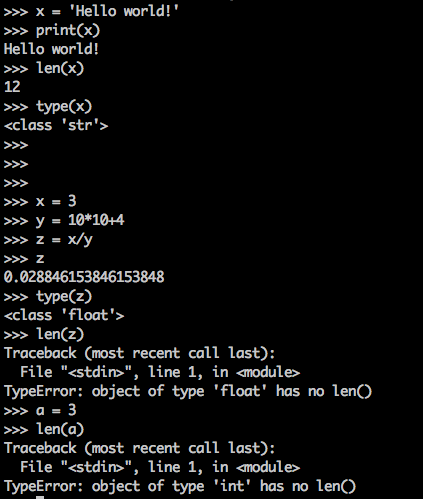 >>> x = 'Hello world!'
>>> print(x)
Hello world!
>>> len(x)
12
>>> type(x)
<class 'str'>
>>>
>>>
>>>
>>> x = 3
>>> y = 10*10+4
>>> z = x/y
>>> z
0.028846153846153848
>>> type(z)
<class 'float'>
>>> len(z)
Traceback (most recent call last):
  File "<stdin>", line 1, in <module>
TypeError: object of type 'float' has no len()
>>> a = 3
>>> len(a)
Traceback (most recent call last):
  File "<stdin>", line 1, in <module>
TypeError: object of type 'int' has no len()